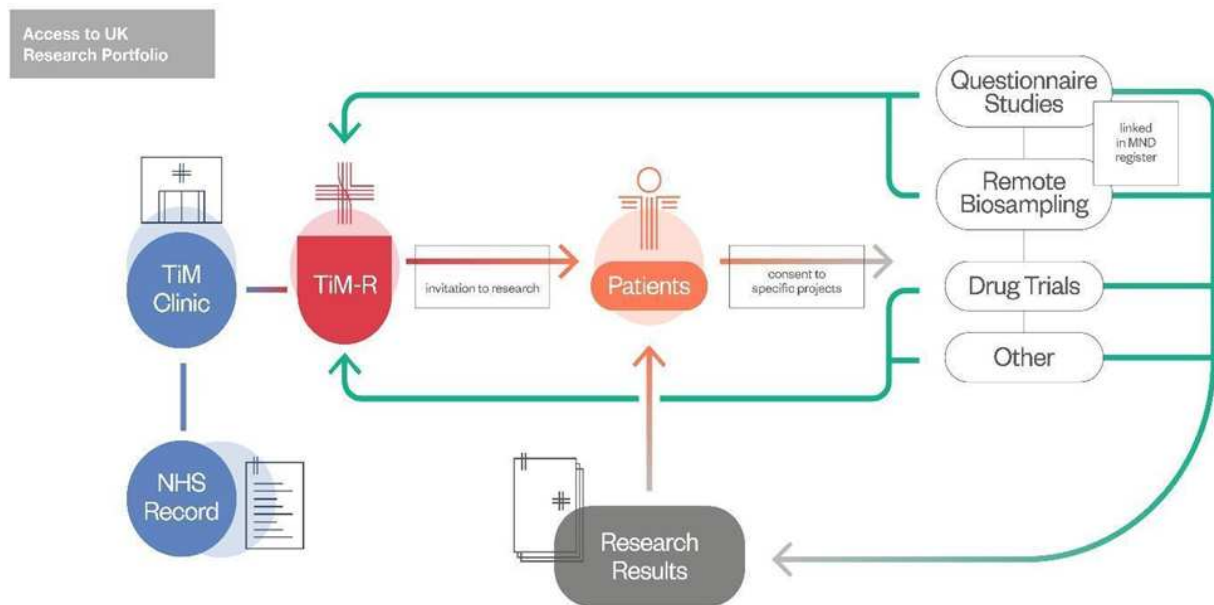 Access to UK
Research Portfolio
Questionnaire
Studies
linked
in MND
register
Remote
Biosampling
TiM
Clinic
TiM-R
invitation to research
Patients
consent to
specific projects
Drug Trials
Other
NHS
Record
Research
Results